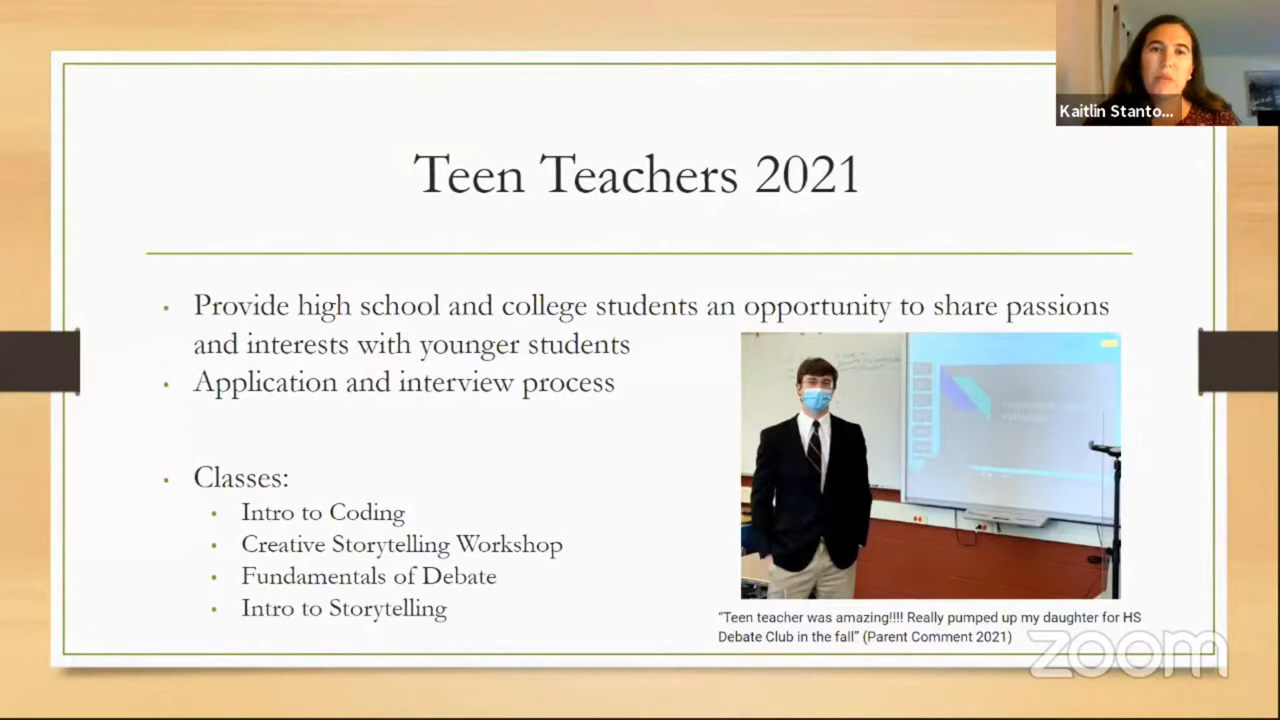 Kaitlin Stanto...
Teen Teachers 2021
Provide high school and college students an opportunity to share passions
and interests with younger students
Application and interview process
Classes:
Intro to Coding
Creative Storytelling Workshop
Fundamentals of Debate
Intro to Storytelling
"Teen teacher was amazing!!!! Really pumped up my daughter for HS
Debate Club in the fall" (Parent Comment 2021)
zoom